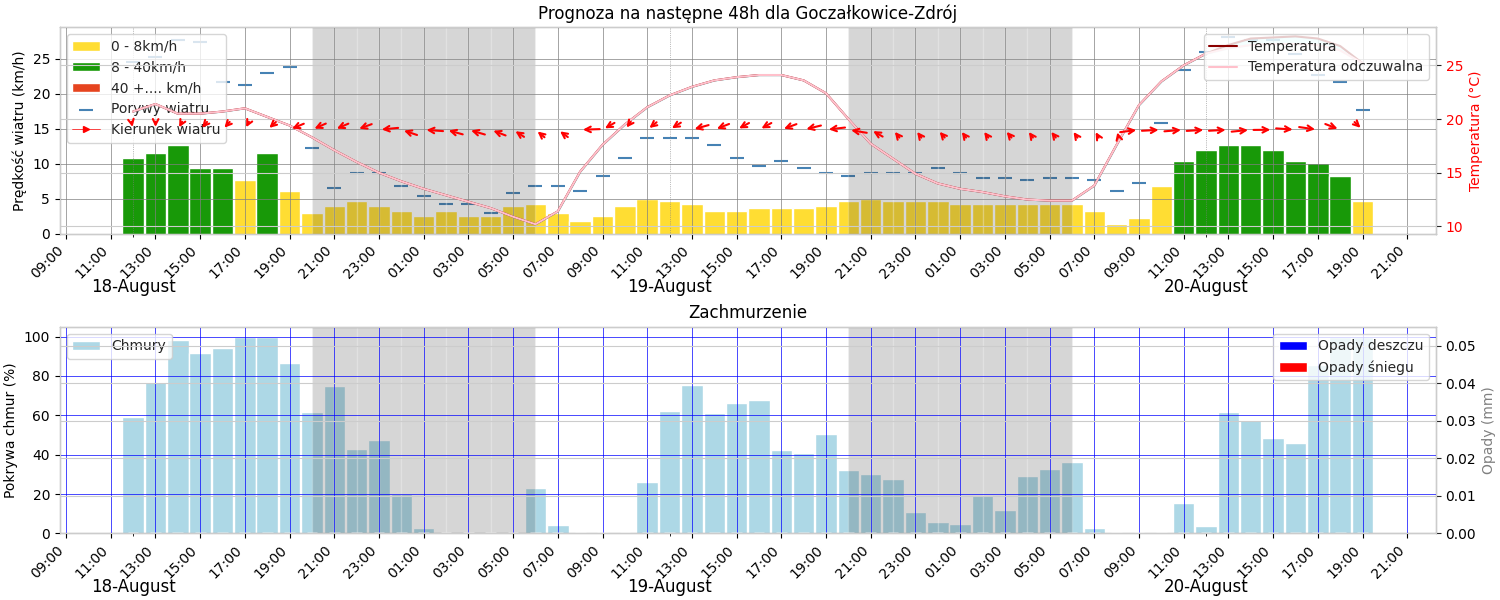 Prognoza na następne 48h dla Goczałkowice-Zdrój
Prędkość wiatru (km/h)
25
20
15
10
5
0
0 - 8km/h
8 - 40km/h
40 +.... km/h
Porywy wiatru
Kierunek wiatru
Temperatura
Temperatura odczuwalna
25
20
15
10
Temperatura (°C)
09:00 11:00 13:00 15:00 17:00 19:00 21:00 23:00 01:00 03:00 05:00 07:00 09:00 11:00 13:00 15:00 17:00 19:00 21:00 23:00 01:00 03:00 05:00 07:00 09:00 11:00 13:00 15:00 17:00 19:00 21:00
18-August 19-August 20-August
Zachmurzenie
Pokrywa chmur (%)
100
80
60
40
20
0
Chmury
Opady deszczu
Opady śniegu
0.05
0.04
0.03
0.02
0.01
0.00
Opady (mm)
09:00 11:00 13:00 15:00 17:00 19:00 21:00 23:00 01:00 03:00 05:00 07:00 09:00 11:00 13:00 15:00 17:00 19:00 21:00 23:00 01:00 03:00 05:00 07:00 09:00 11:00 13:00 15:00 17:00 19:00 21:00
18-August 19-August 20-August